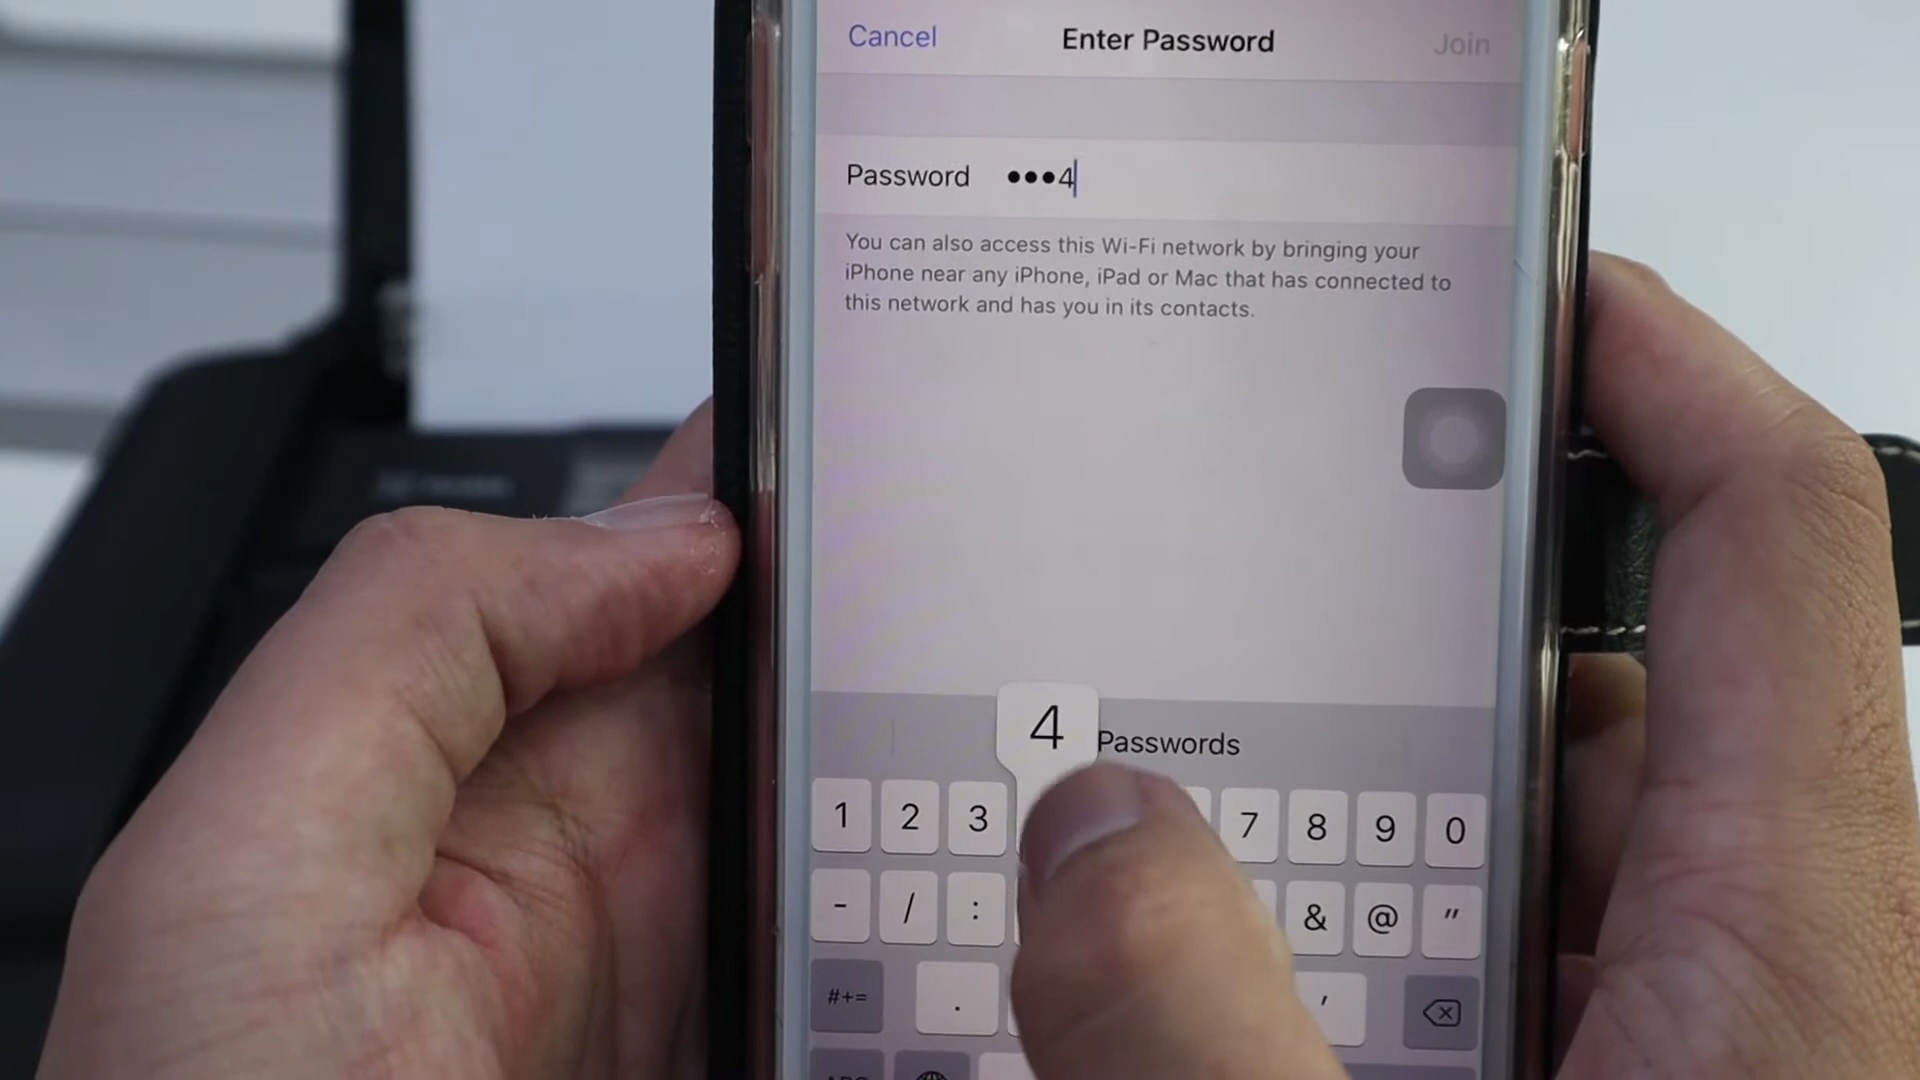 Cancel Enter Password Join
Password •••4
You can also access this Wi-Fi network by bringing your
iPhone near any iPhone, iPad or Mac that has connected to
this network and has you in its contacts.
4 Passwords
1 2 3 7 8 9 0
- / : & @ "
#+= . '